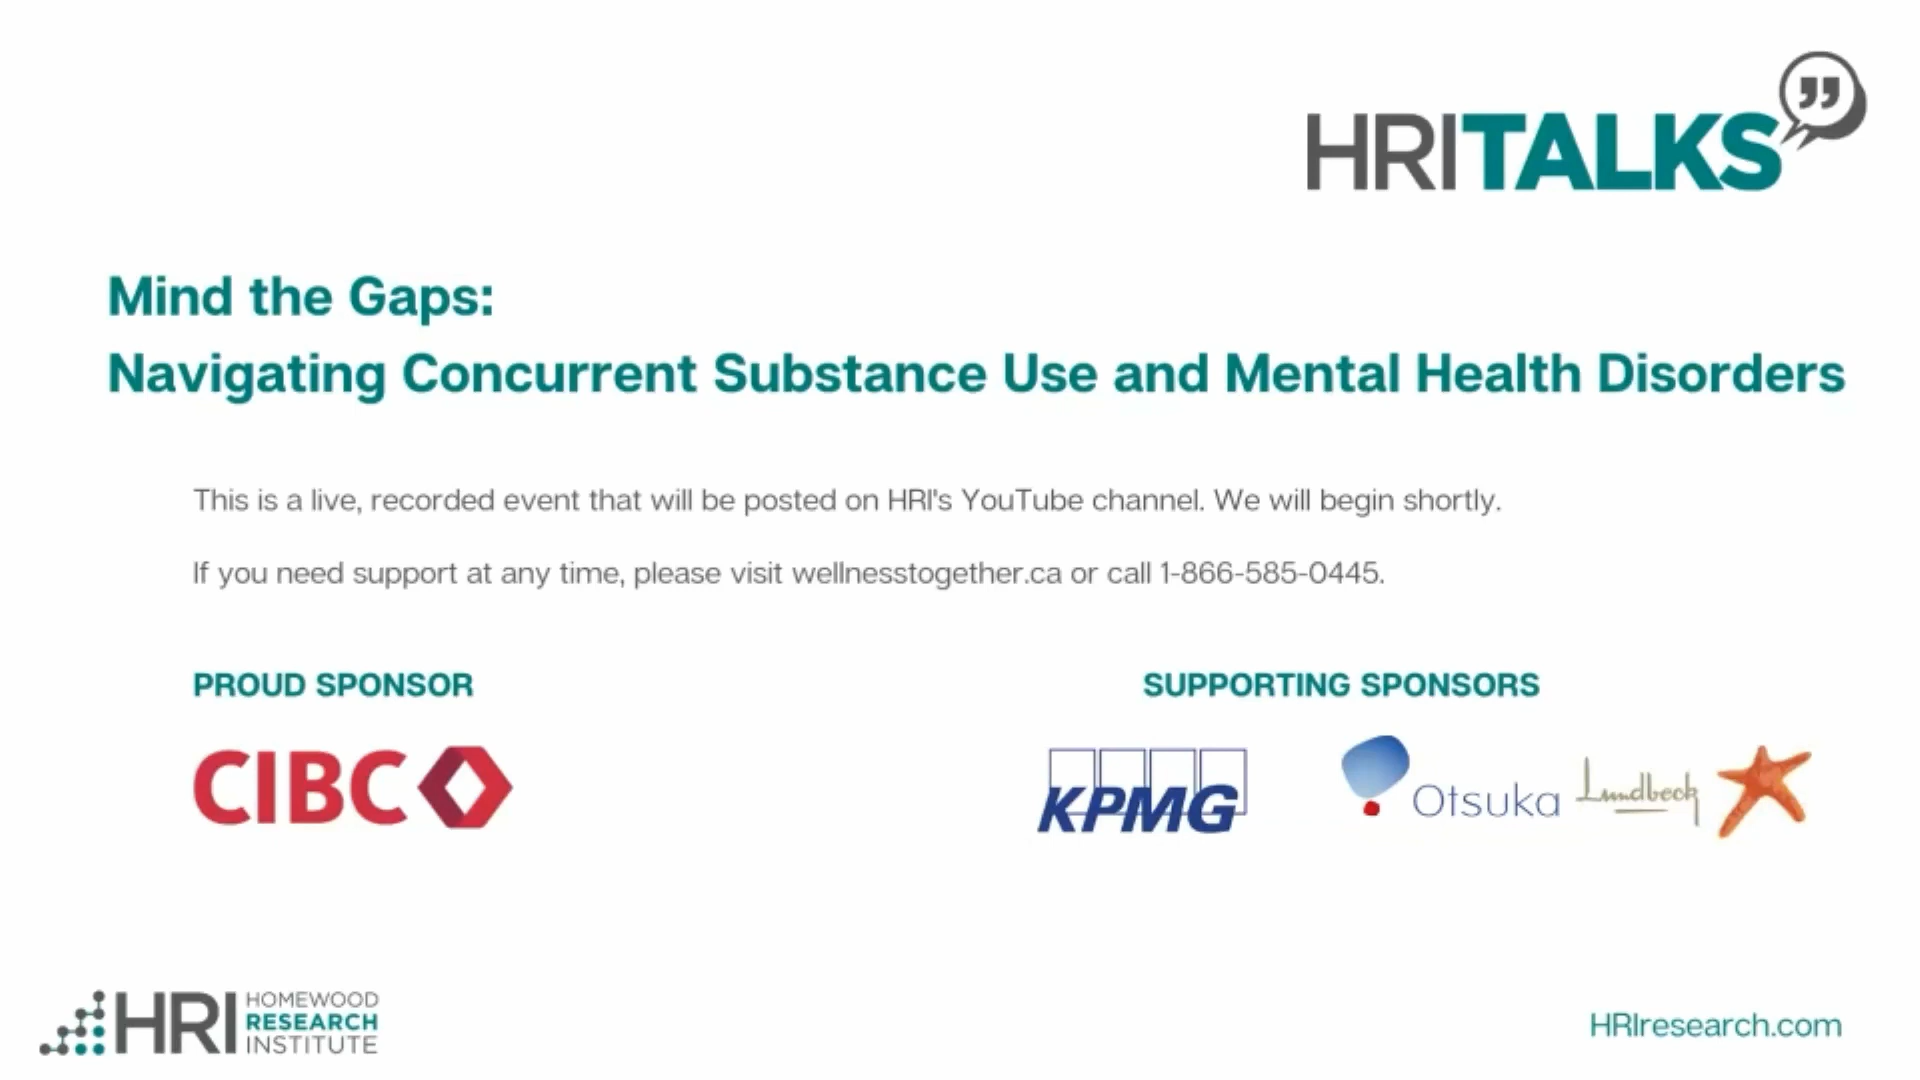 HRITALKS
Mind the Gaps:
Navigating Concurrent Substance Use and Mental Health Disorders
This is a live, recorded event that will be posted on HRI's YouTube channel. We will begin shortly.
If you need support at any time, please visit wellnesstogether.ca or call 1-866-585-0445.
PROUD SPONSOR
SUPPORTING SPONSORS
CIBC
KPMG
Otsuka
Lundbeck
HRI
HOMEWOOD
RESEARCH
INSTITUTE
HRIresearch.com